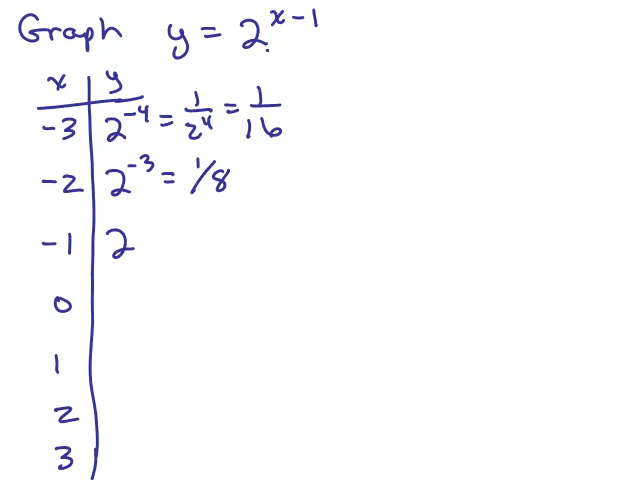 Graph y = 2^{x-1}
x y
-3 2^{-4} = 1/2^4 = 1/16
-2 2^{-3} = 1/8
-1 2
0
1
2
3